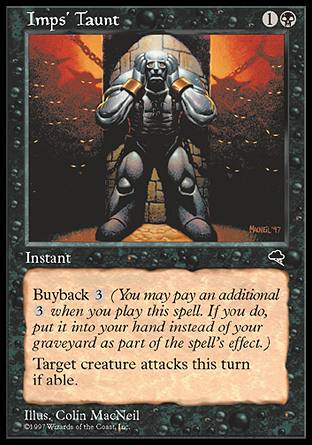 Imps' Taunt 1
MACNEIL '97
Instant
Buyback 3 (You may pay an additional
3 when you play this spell. If you do,
put it into your hand instead of your
graveyard as part of the spell's effect.)
Target creature attacks this turn
if able.
Illus. Colin MacNeil
©1997 Wizards of the Coast, Inc.